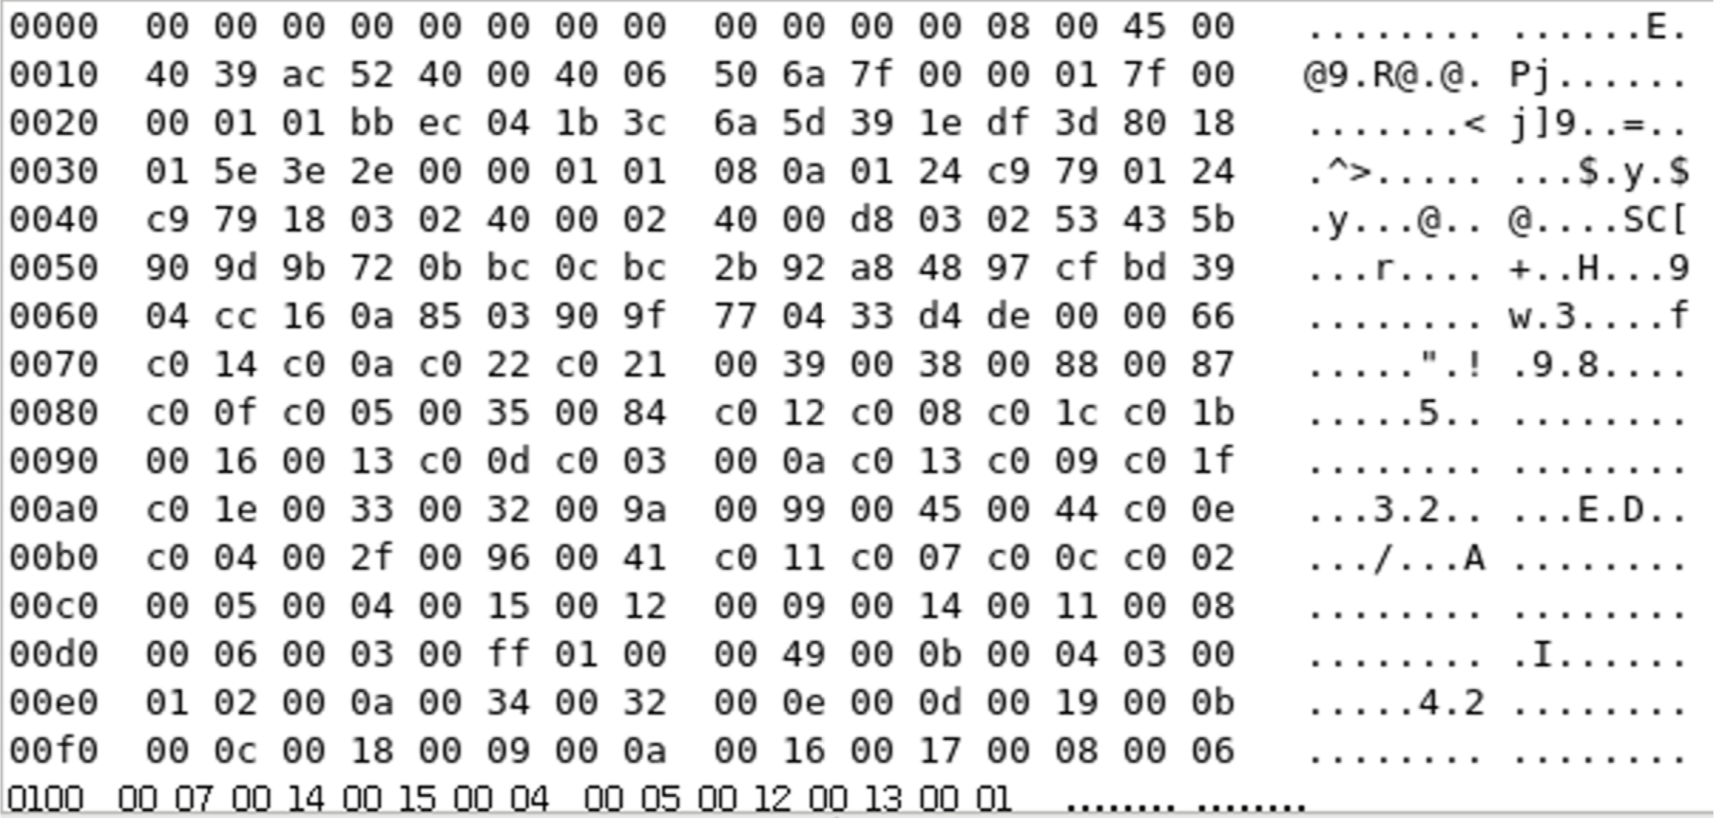 0000 00 00 00 00 00 00 00 00 00 00 00 00 08 00 45 00 ........ ......E.
0010 40 39 ac 52 40 00 40 06 50 6a 7f 00 00 01 7f 00 @9.R@.@. Pj......
0020 00 01 01 bb ec 04 1b 3c 6a 5d 39 1e df 3d 80 18 .......< j]9..=..
0030 01 5e 3e 2e 00 00 01 01 08 0a 01 24 c9 79 01 24 .^>..... ...$.y.$
0040 c9 79 18 03 02 40 00 02 40 00 d8 03 02 53 43 5b .y...@.. @....SC[
0050 90 9d 9b 72 0b bc 0c bc 2b 92 a8 48 97 cf bd 39 ...r.... +..H...9
0060 04 cc 16 0a 85 03 90 9f 77 04 33 d4 de 00 00 66 ........ w.3....f
0070 c0 14 c0 0a c0 22 c0 21 00 39 00 38 00 88 00 87 .....".! .9.8....
0080 c0 0f c0 05 00 35 00 84 c0 12 c0 08 c0 1c c0 1b .....5.. ........
0090 00 16 00 13 c0 0d c0 03 00 0a c0 13 c0 09 c0 1f ........ ........
00a0 c0 1e 00 33 00 32 00 9a 00 99 00 45 00 44 c0 0e ...3.2.. ...E.D..
00b0 c0 04 00 2f 00 96 00 41 c0 11 c0 07 c0 0c c0 02 .../...A ........
00c0 00 05 00 04 00 15 00 12 00 09 00 14 00 11 00 08 ........ ........
00d0 00 06 00 03 00 ff 01 00 00 49 00 0b 00 04 03 00 ........ .I......
00e0 01 02 00 0a 00 34 00 32 00 0e 00 0d 00 19 00 0b .....4.2 ........
00f0 00 0c 00 18 00 09 00 0a 00 16 00 17 00 08 00 06 ........ ........
0100 00 07 00 14 00 15 00 04 00 05 00 12 00 13 00 01 ........ ........